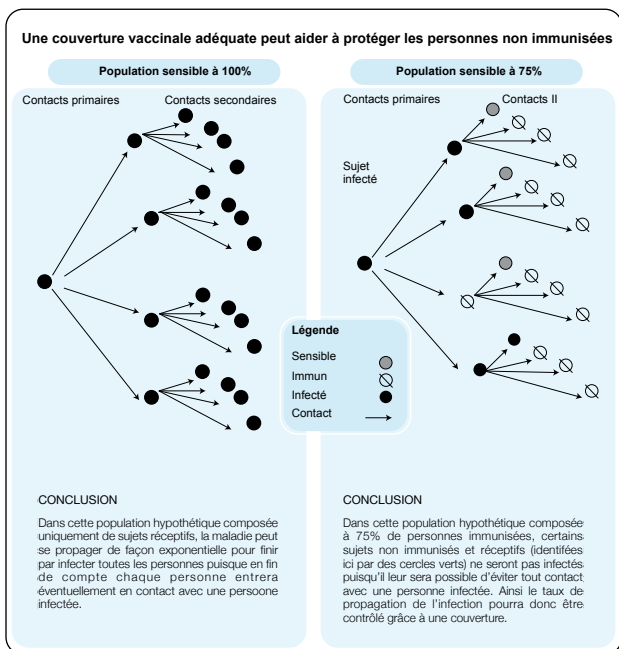 Une couverture vaccinale adéquate peut aider à protéger les personnes non immunisées
Population sensible à 100%
Contacts primaires
Contacts secondaires
CONCLUSION
Dans cette population hypothétique composée
uniquement de sujets réceptifs, la maladie peut
se propager de façon exponentielle pour finir
par infecter toutes les personnes puisque en fin
de compte chaque personne entrera
éventuellement en contact avec une persoone
infectée.
Population sensible à 75%
Contacts primaires
Contacts II
Sujet
infecté
Légende
Sensible
Immun
Infecté
Contact
CONCLUSION
Dans cette population hypothétique composée
à 75% de personnes immunisées, certains
sujets non immunisés et réceptifs (identifiées
ici par des cercles verts) ne seront pas infectés
puisqu'il leur sera possible d'éviter tout contact
avec une personne infectée. Ainsi le taux de
propagation de l'infection pourra donc être
contrôlé grâce à une couverture.